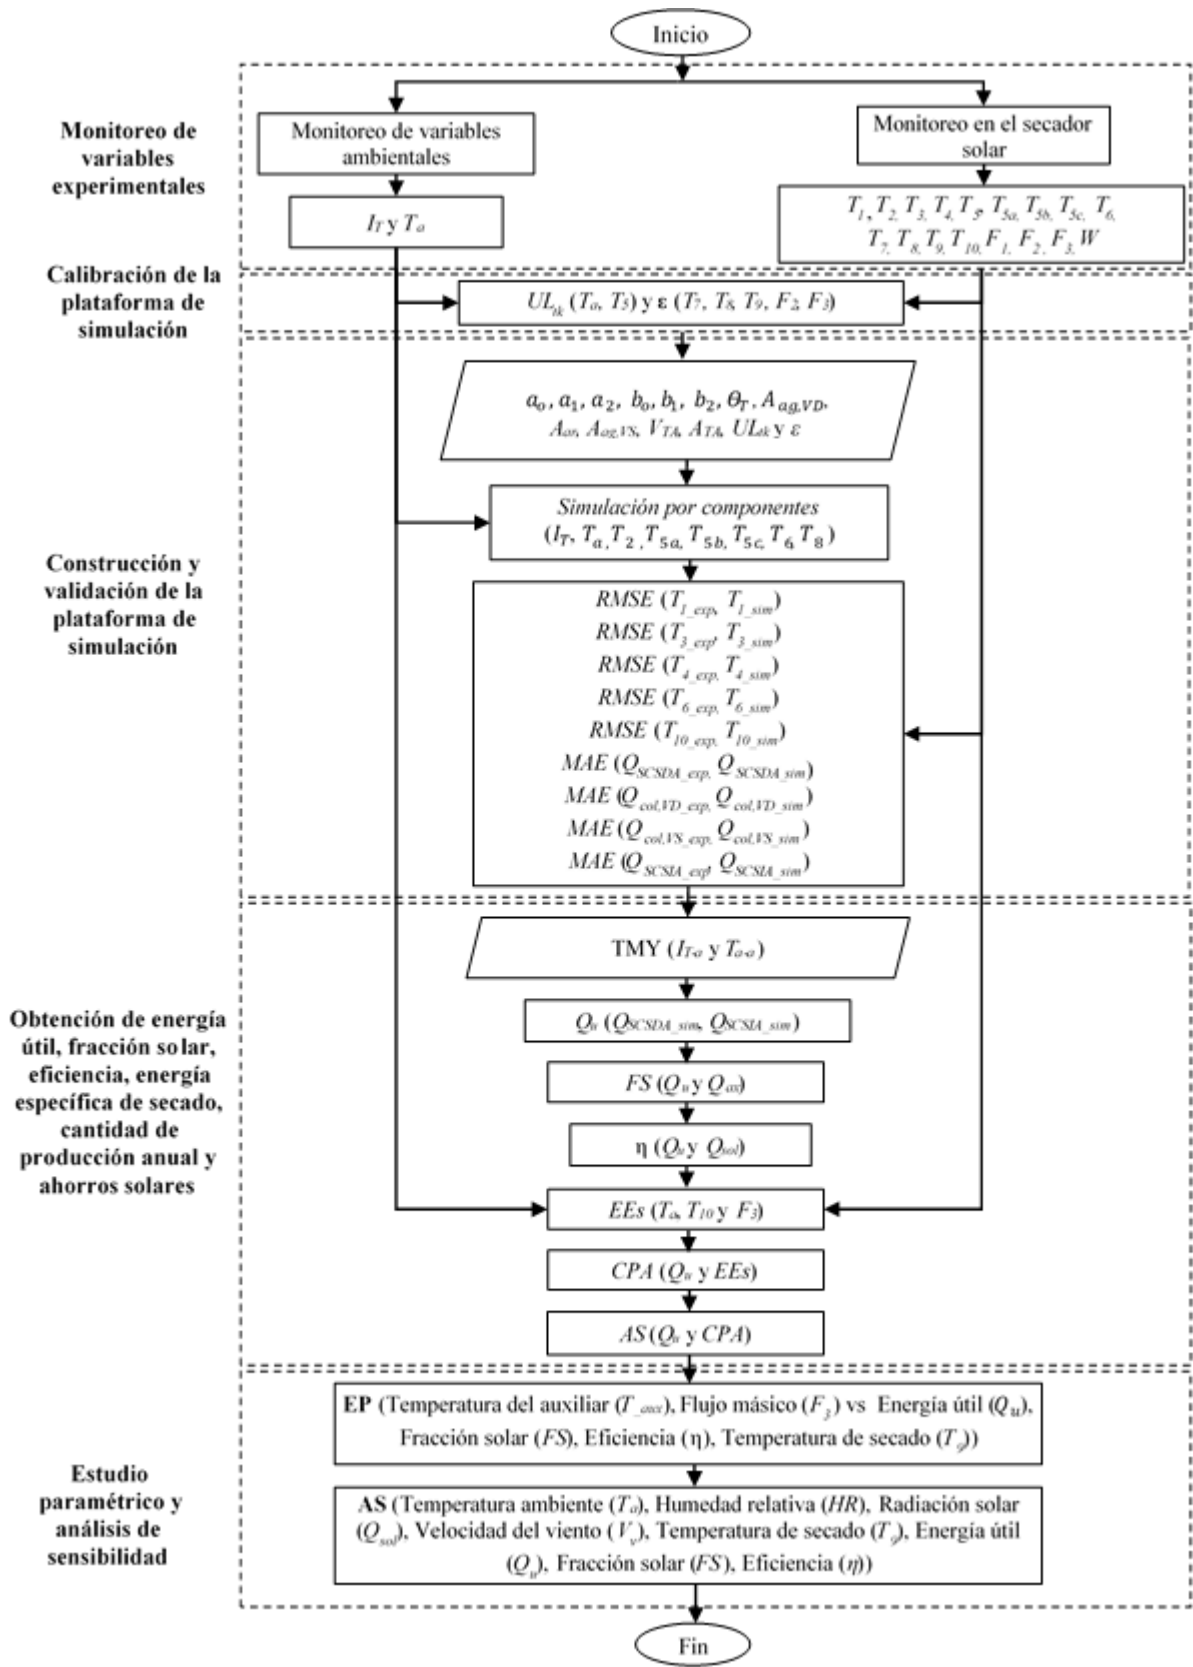 Inicio
Monitoreo de
variables
experimentales
Monitoreo de variables
ambientales
Monitoreo en el secador
solar
I_T y T_a
T_1, T_2, T_3, T_4, T_5, T_5a, T_5b, T_5c, T_6,
T_7, T_8, T_9, T_10, F_1, F_2, F_3, W
Calibración de la
plataforma de
simulación
UL_tk (T_a, T_5) y ε (T_7, T_8, T_9, F_2, F_3)
Construcción y
validación de la
plataforma de
simulación
a_o, a_1, a_2, b_o, b_1, b_2, Θ_T, A_ag,VD,
A_ar, A_ag,VS, V_TA, A_TA, UL_tk y ε
Simulación por componentes
(I_T, T_a, T_2, T_5a, T_5b, T_5c, T_6, T_8)
RMSE (T_1_exp, T_1_sim)
RMSE (T_3_exp, T_3_sim)
RMSE (T_4_exp, T_4_sim)
RMSE (T_6_exp, T_6_sim)
RMSE (T_10_exp, T_10_sim)
MAE (Q_SCSDA_exp, Q_SCSDA_sim)
MAE (Q_col,VD_exp, Q_col,VD_sim)
MAE (Q_col,VS_exp, Q_col,VS_sim)
MAE (Q_SCSIA_exp, Q_SCSIA_sim)
Obtención de energía
útil, fracción solar,
eficiencia, energía
específica de secado,
cantidad de
producción anual y
ahorros solares
TMY (I_T-a y T_a-a)
Q_u (Q_SCSDA_sim, Q_SCSIA_sim)
FS (Q_u y Q_ax)
η (Q_u y Q_sol)
EEs (T_a, T_10 y F_3)
CPA (Q_u y EEs)
AS (Q_u y CPA)
Estudio
paramétrico y
análisis de
sensibilidad
EP (Temperatura del auxiliar (T_aux), Flujo másico (F_3) vs Energía útil (Q_u),
Fracción solar (FS), Eficiencia (η), Temperatura de secado (T_9))
AS (Temperatura ambiente (T_a), Humedad relativa (HR), Radiación solar
(Q_sol), Velocidad del viento (V_v), Temperatura de secado (T_9), Energía útil
(Q_u), Fracción solar (FS), Eficiencia (η))
Fin